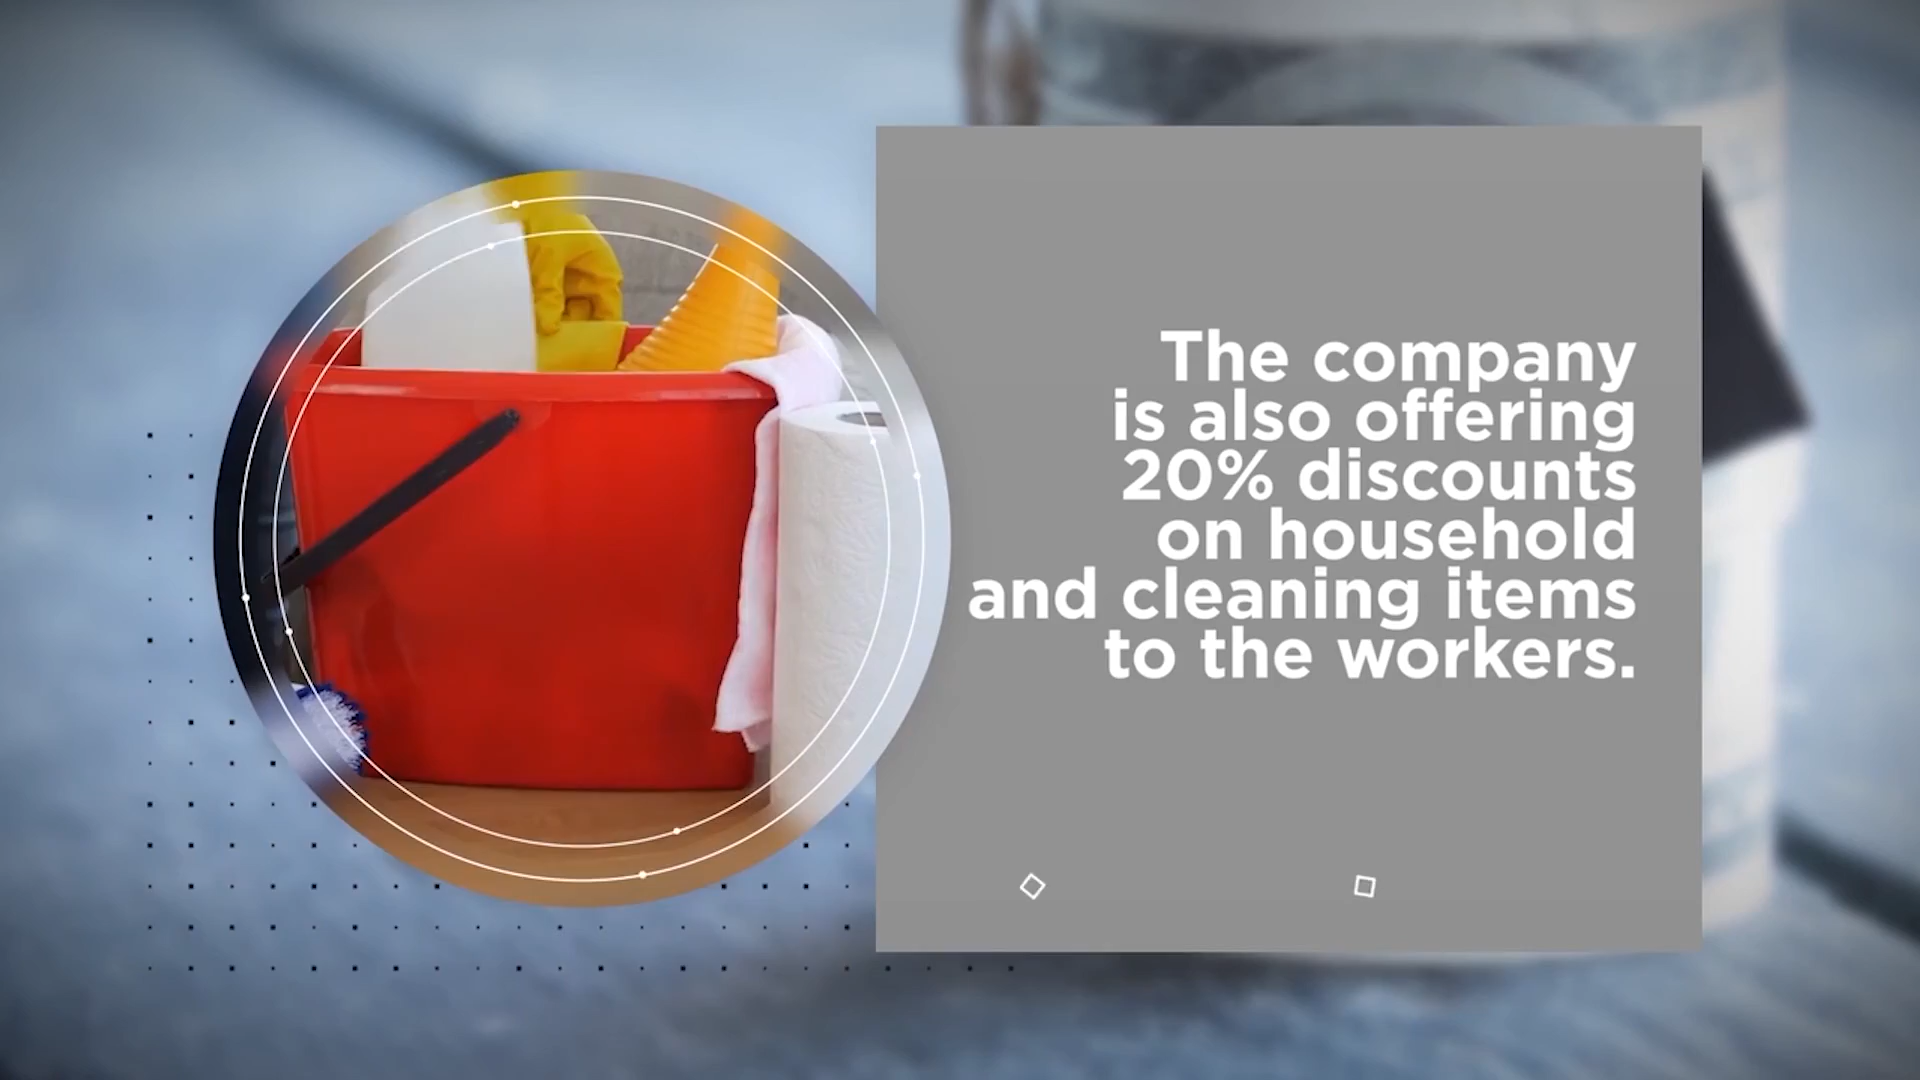 The company
is also offering
20% discounts
on household
and cleaning items
to the workers.